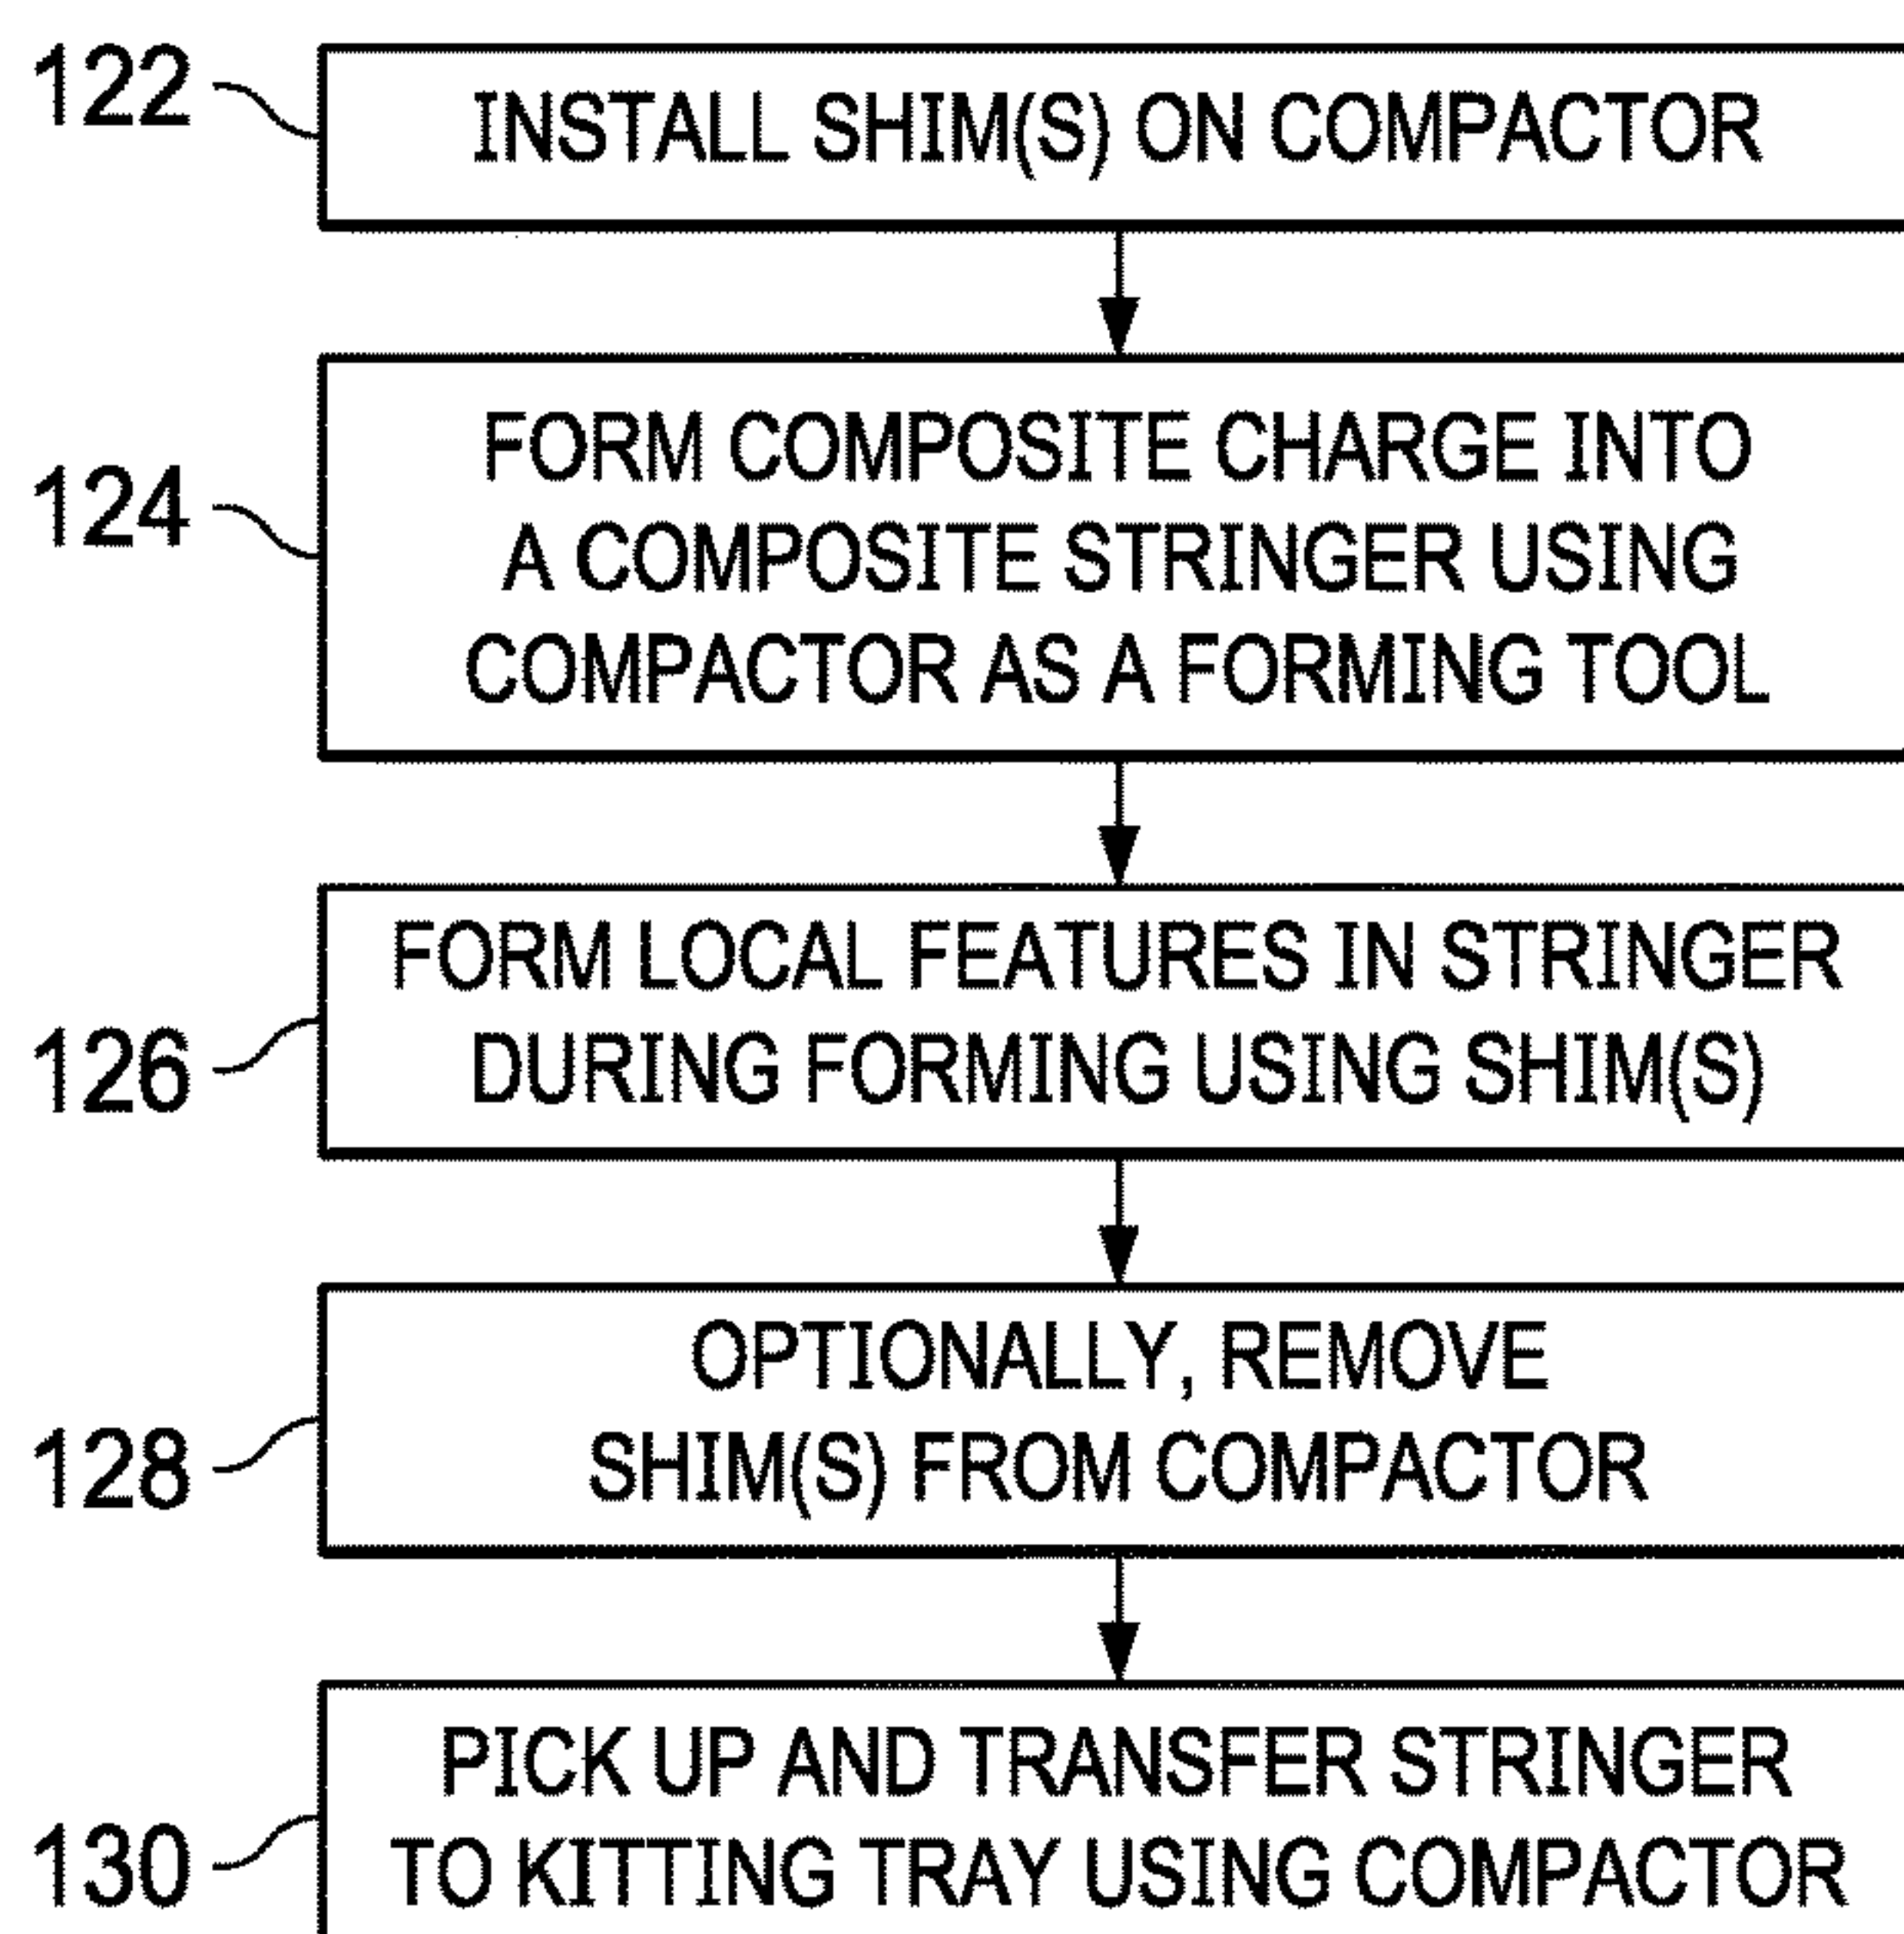 122
INSTALL SHIM(S) ON COMPACTOR
124
FORM COMPOSITE CHARGE INTO
A COMPOSITE STRINGER USING
COMPACTOR AS A FORMING TOOL
126
FORM LOCAL FEATURES IN STRINGER
DURING FORMING USING SHIM(S)
128
OPTIONALLY, REMOVE
SHIM(S) FROM COMPACTOR
130
PICK UP AND TRANSFER STRINGER
TO KITTING TRAY USING COMPACTOR